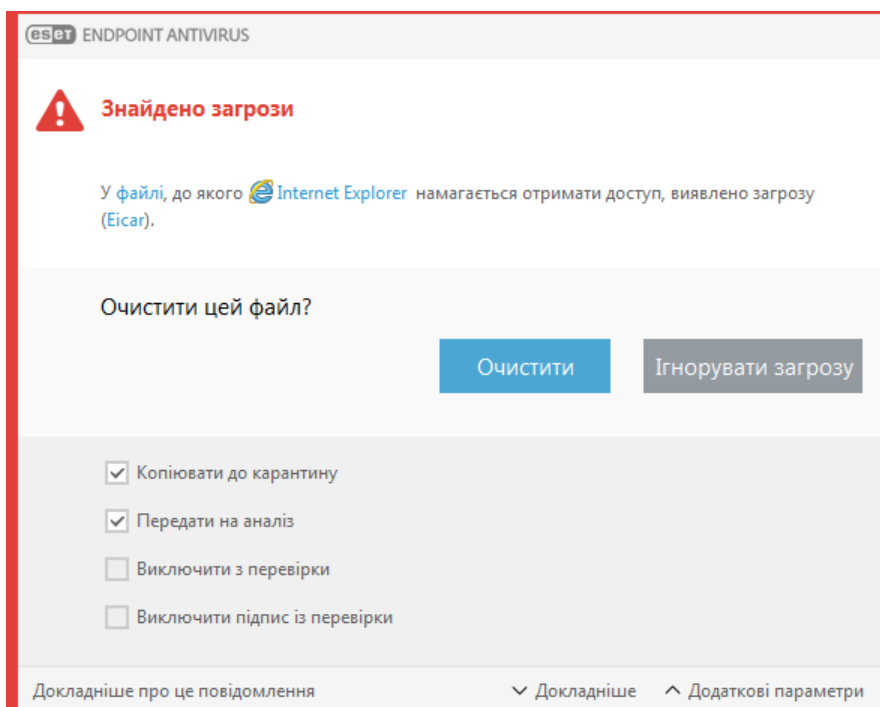 eset ENDPOINT ANTIVIRUS
Знайдено загрози
У файлі, до якого Internet Explorer намагається отримати доступ, виявлено загрозу
(Eicar).
Очистити цей файл?
Очистити Ігнорувати загрозу
Копіювати до карантину
Передати на аналіз
Виключити з перевірки
Виключити підпис із перевірки
Докладніше про це повідомлення Докладніше Додаткові параметри